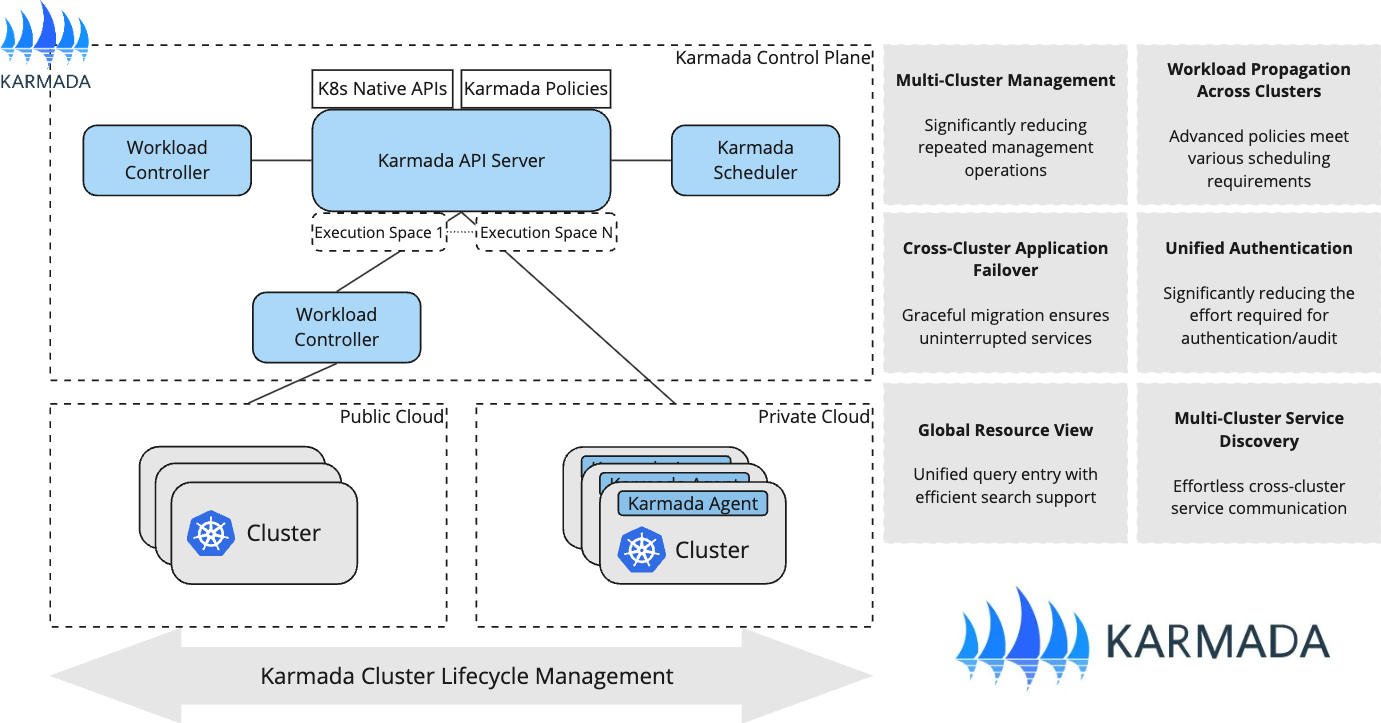 KARMADA
Karmada Control Plane
K8s Native APIs
Karmada Policies
Workload
Controller
Karmada API Server
Karmada
Scheduler
Execution Space 1
Execution Space N
Workload
Controller
Public Cloud
Private Cloud
Cluster
Karmada Agent
Karmada Agent
Cluster
Karmada Cluster Lifecycle Management
Multi-Cluster Management
Significantly reducing
repeated management
operations
Workload Propagation
Across Clusters
Advanced policies meet
various scheduling
requirements
Cross-Cluster Application
Failover
Graceful migration ensures
uninterrupted services
Unified Authentication
Significantly reducing the
effort required for
authentication/audit
Global Resource View
Unified query entry with
efficient search support
Multi-Cluster Service
Discovery
Effortless cross-cluster
service communication
KARMADA